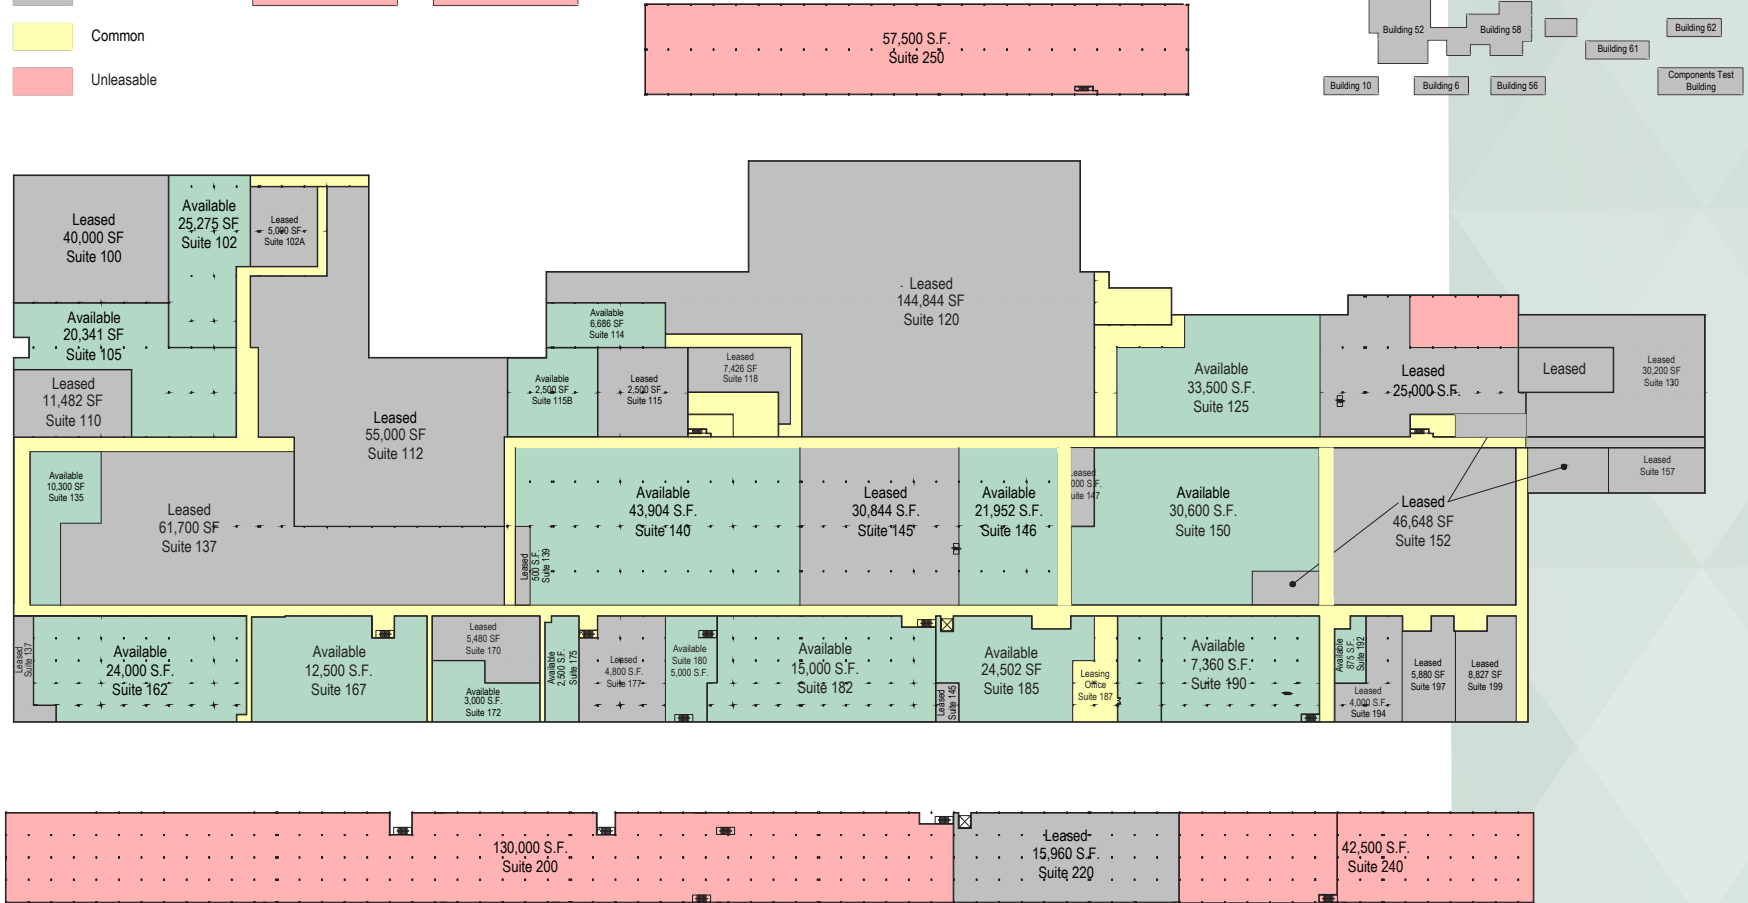 Common
Unleasable
57,500 S.F.
Suite 250
Building 52
Building 58
Building 62
Building 61
Building 10
Building 6
Building 56
Components Test
Building
Leased
40,000 SF
Suite 100
Available
25,275 SF
Suite 102
Leased
5,000 SF
Suite 102A
Available
20,341 SF
Suite 105
Leased
11,482 SF
Suite 110
Leased
55,000 SF
Suite 112
Available
6,686 SF
Suite 114
Available
2,500 SF
Suite 115B
Leased
2,500 SF
Suite 115
Leased
7,426 SF
Suite 118
Leased
144,844 SF
Suite 120
Available
33,500 S.F.
Suite 125
Leased
25,000 S.F.
Leased
Leased
30,200 SF
Suite 130
Available
10,300 SF
Suite 135
Leased
61,700 SF
Suite 137
Leased
500 S.F.
Suite 139
Available
43,904 S.F.
Suite 140
Leased
30,844 S.F.
Suite 145
Available
21,952 S.F.
Suite 146
Leased
000 S.F.
uite 147
Available
30,600 S.F.
Suite 150
Leased
46,648 SF
Suite 152
Leased
Suite 157
Leased
Suite 137
Available
24,000 S.F.
Suite 162
Available
12,500 S.F.
Suite 167
Leased
5,480 SF
Suite 170
Available
3,000 S.F.
Suite 172
Available
2,500 S.F.
Suite 175
Leased
4,800 S.F.
Suite 177
Available
Suite 180
5,000 S.F.
Available
15,000 S.F.
Suite 182
Leased
Suite 145
Available
24,502 SF
Suite 185
Leasing
Office
Suite 187
Available
7,360 S.F.
Suite 190
Available
875 S.F.
Suite 192
Leased
4,000 S.F.
Suite 194
Leased
5,880 SF
Suite 197
Leased
8,827 SF
Suite 199
130,000 S.F.
Suite 200
Leased
15,960 S.F.
Suite 220
42,500 S.F.
Suite 240